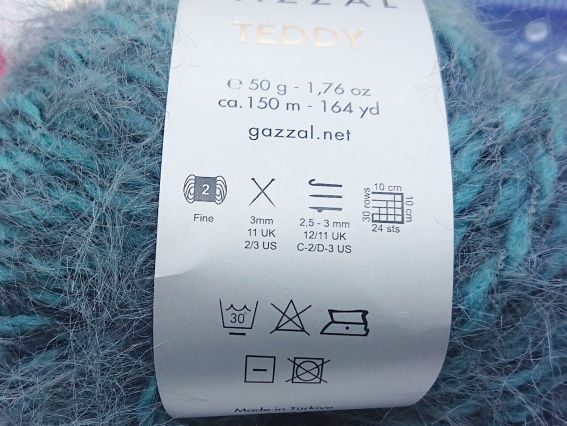 TEDDY
℮ 50 g - 1,76 oz
ca. 150 m - 164 yd
gazzal.net
2
Fine
3mm
11 UK
2/3 US
2,5 - 3 mm
12/11 UK
C-2/D-3 US
10 cm
30 rows
10 cm
24 sts
30
Made in Türkiye